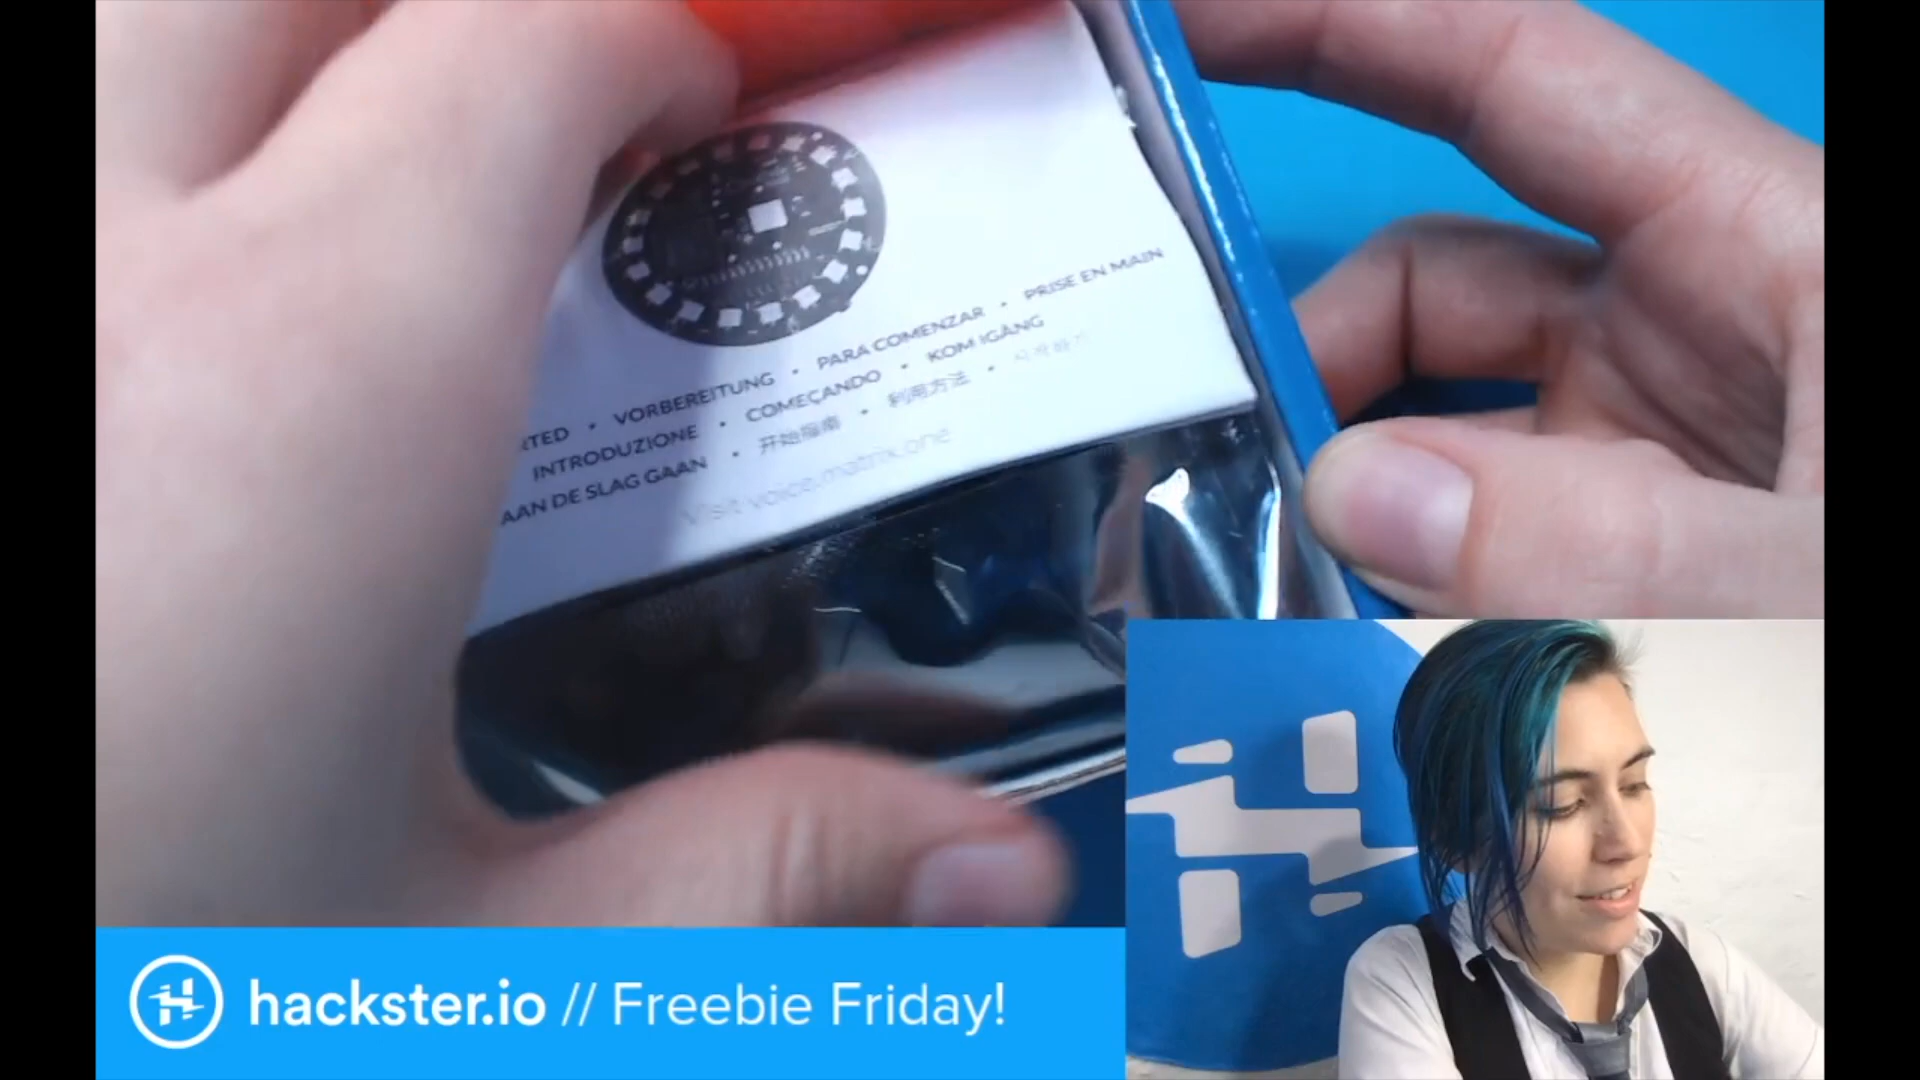 RTED • VORBEREITUNG • PARA COMENZAR • PRISE EN MAIN
INTRODUZIONE • COMEÇANDO • KOM IGÅNG
AAN DE SLAG GAAN • 开始指南 • 利用方法 •
Visit voice.matrix.one
hackster.io // Freebie Friday!